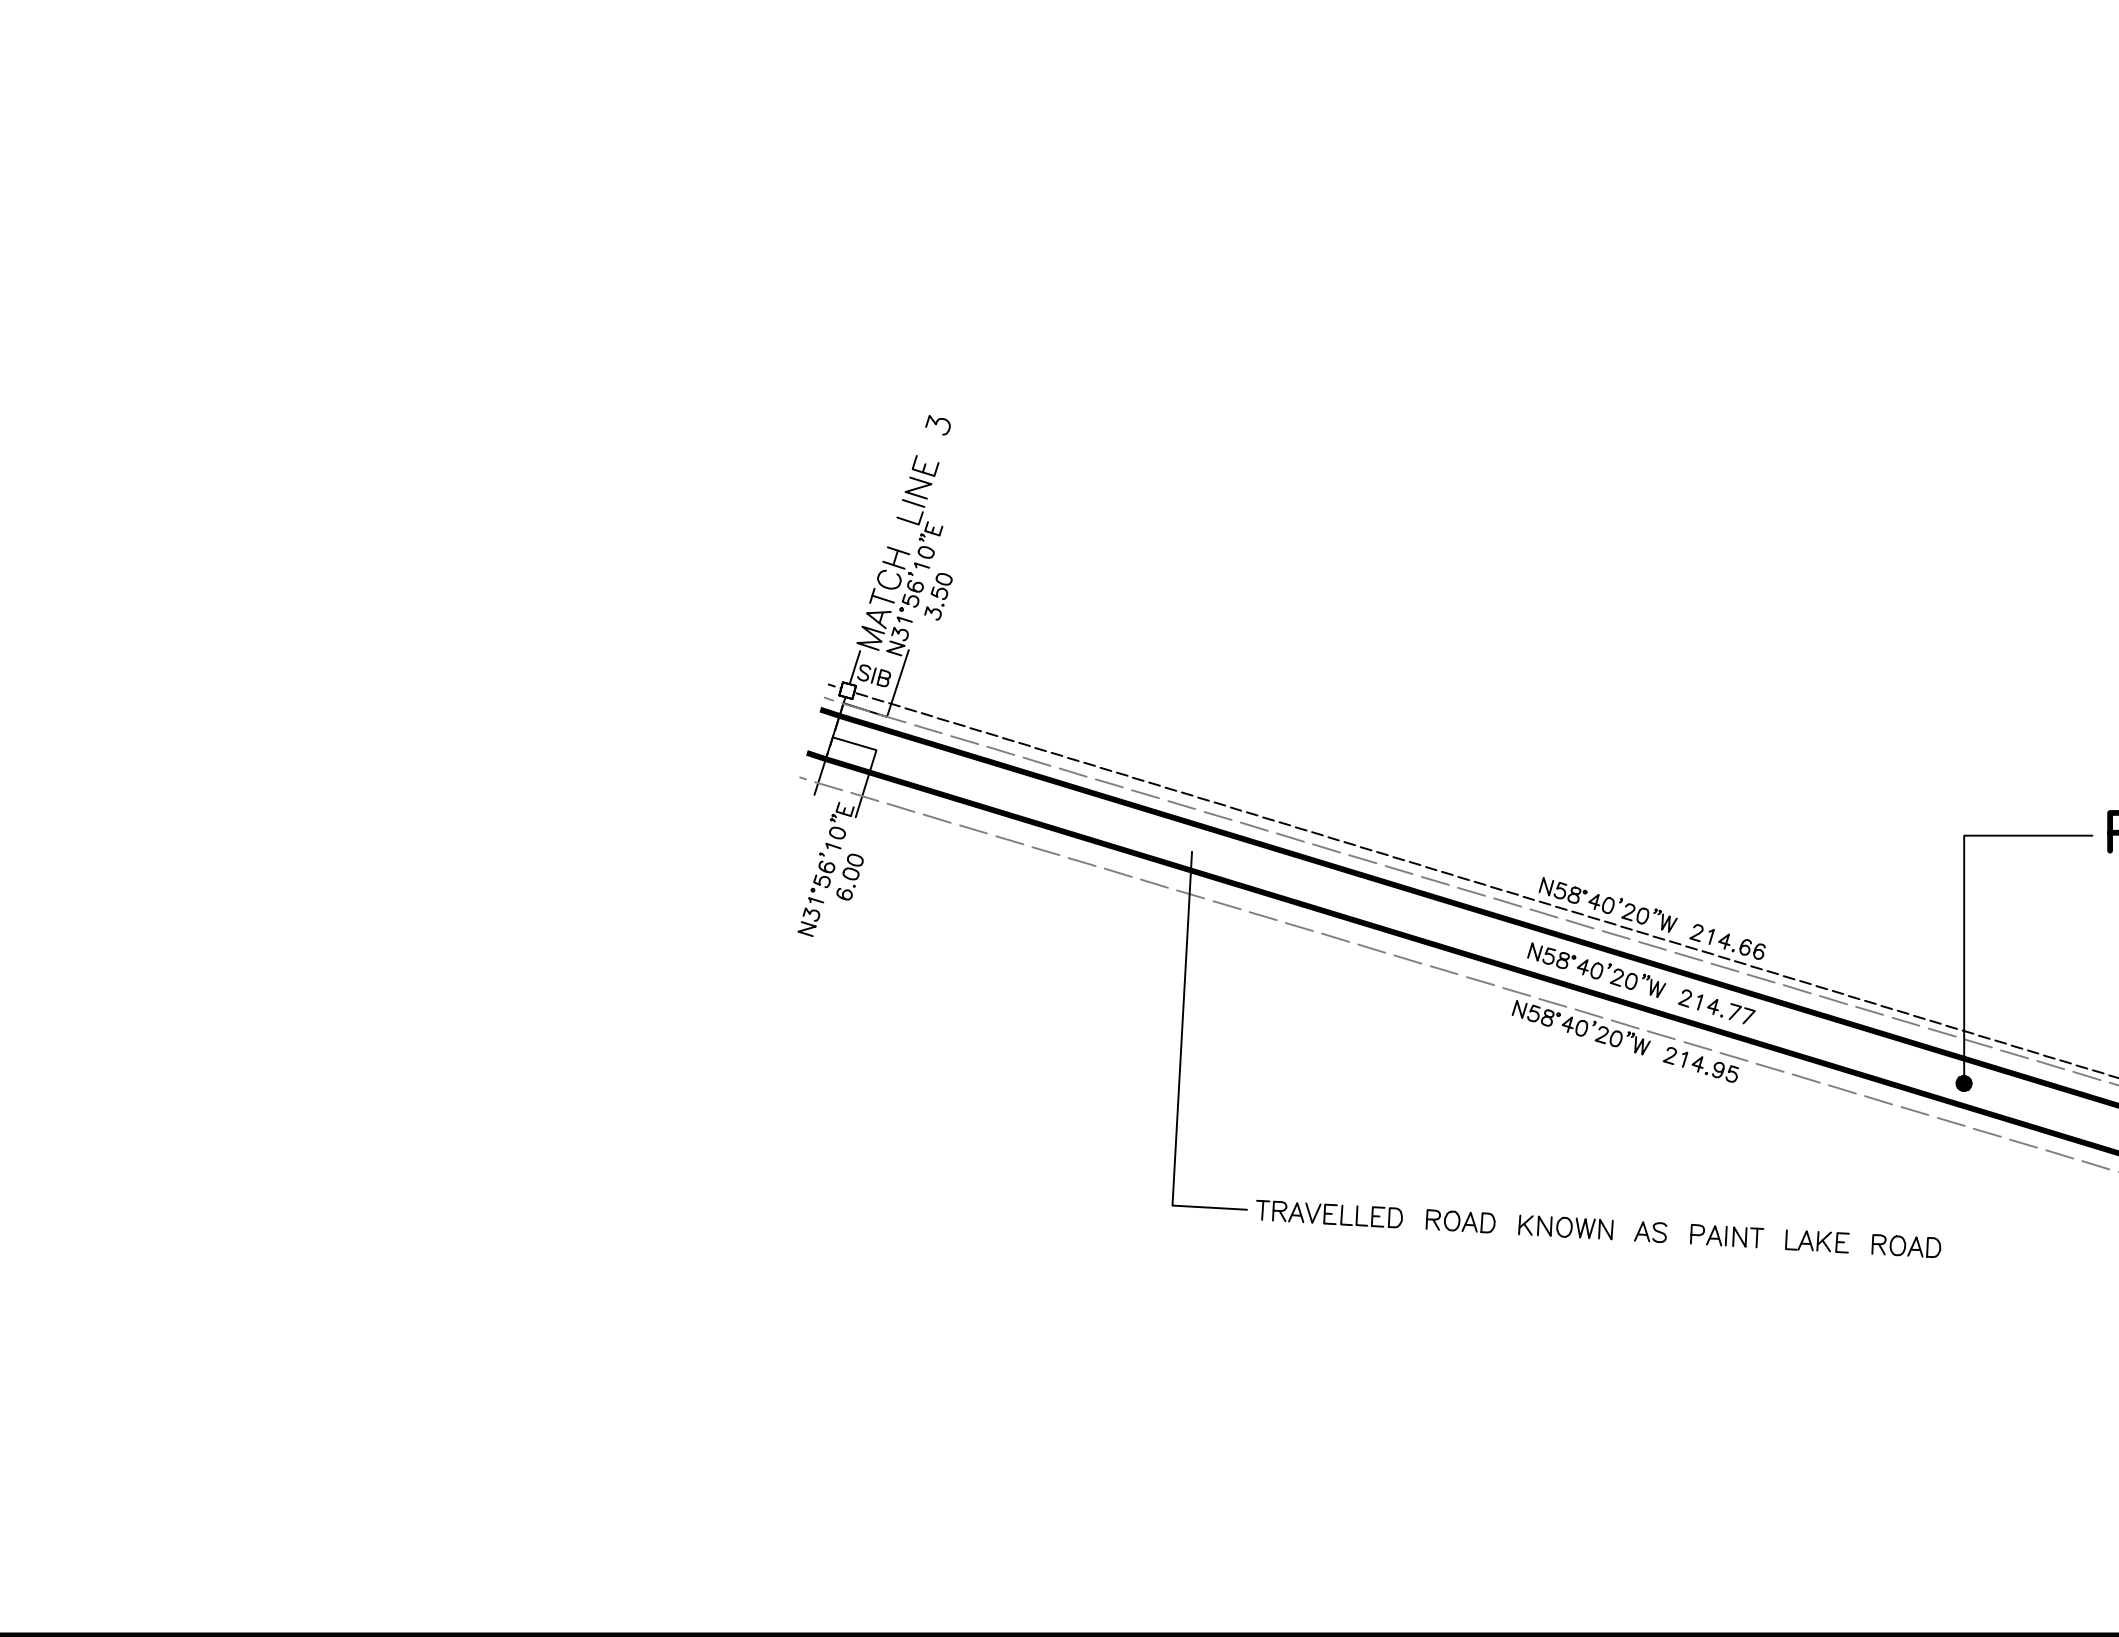 MATCH LINE 3
N31°56'10"E
3.50
SIB
N31°56'10"E
6.00
N58°40'20"W 214.66
N58°40'20"W 214.77
N58°40'20"W 214.95
TRAVELLED ROAD KNOWN AS PAINT LAKE ROAD